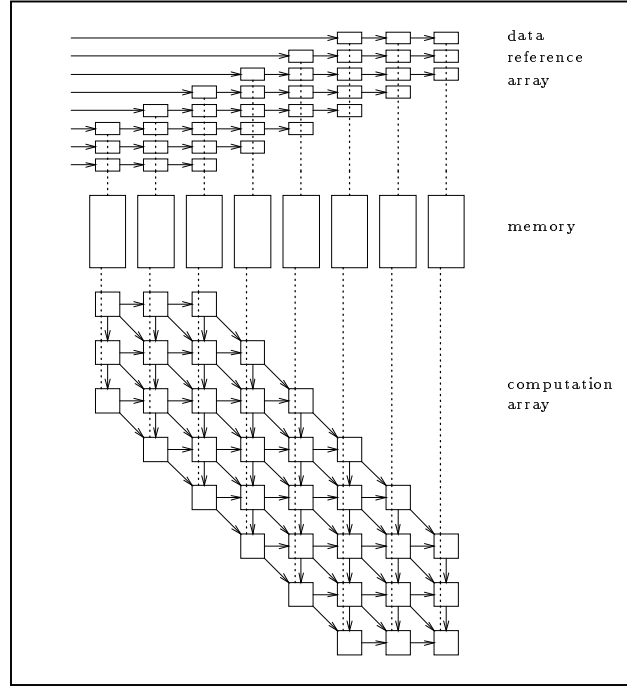 data
reference
array
memory
computation
array